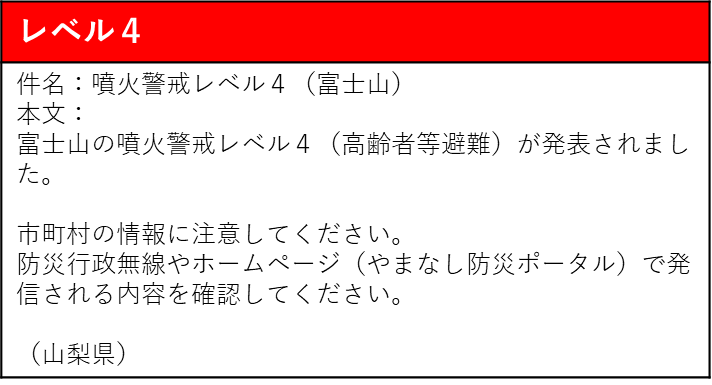 レベル４
件名：噴火警戒レベル４（富士山）
本文：
富士山の噴火警戒レベル４（高齢者等避難）が発表されまし
た。
市町村の情報に注意してください。
防災行政無線やホームページ（やまなし防災ポータル）で発
信される内容を確認してください。
（山梨県）